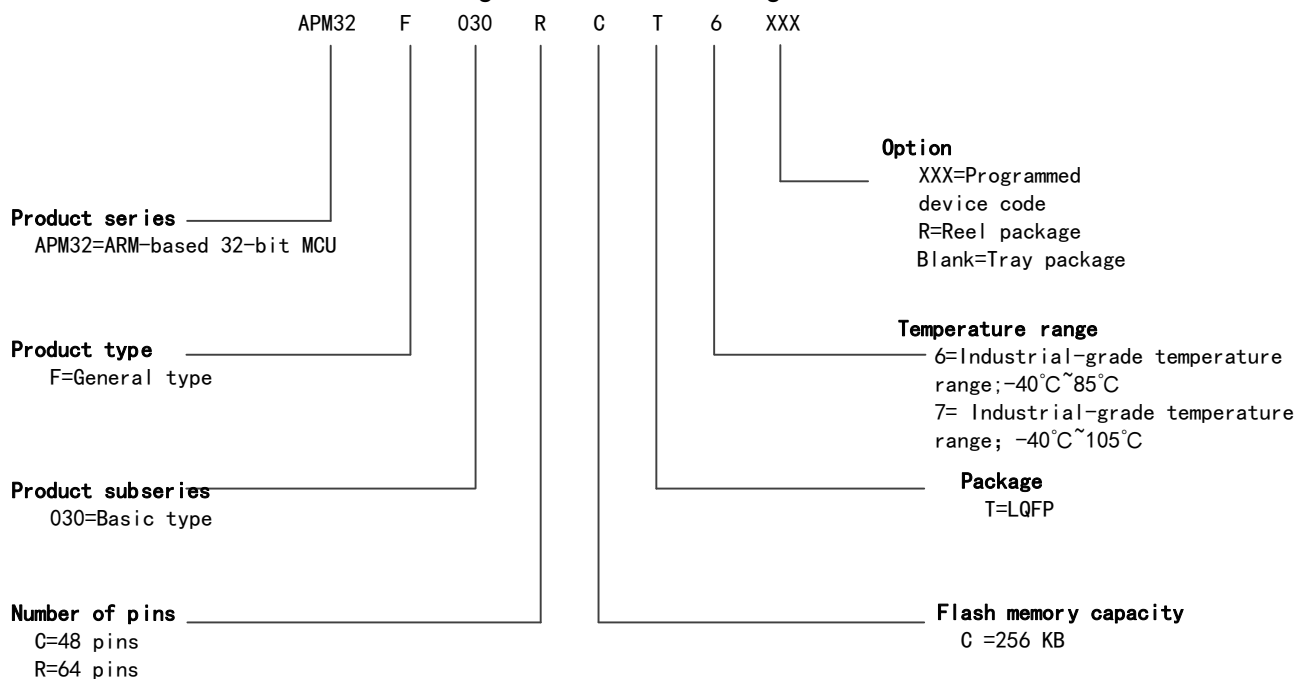 APM32 F 030 R C T 6 XXX
Option
XXX=Programmed
device code
R=Reel package
Blank=Tray package
Product series
APM32=ARM-based 32-bit MCU
Temperature range
6=Industrial-grade temperature
range;-40℃~85℃
7= Industrial-grade temperature
range; -40℃~105℃
Product type
F=General type
Package
T=LQFP
Product subseries
030=Basic type
Flash memory capacity
C =256 KB
Number of pins
C=48 pins
R=64 pins